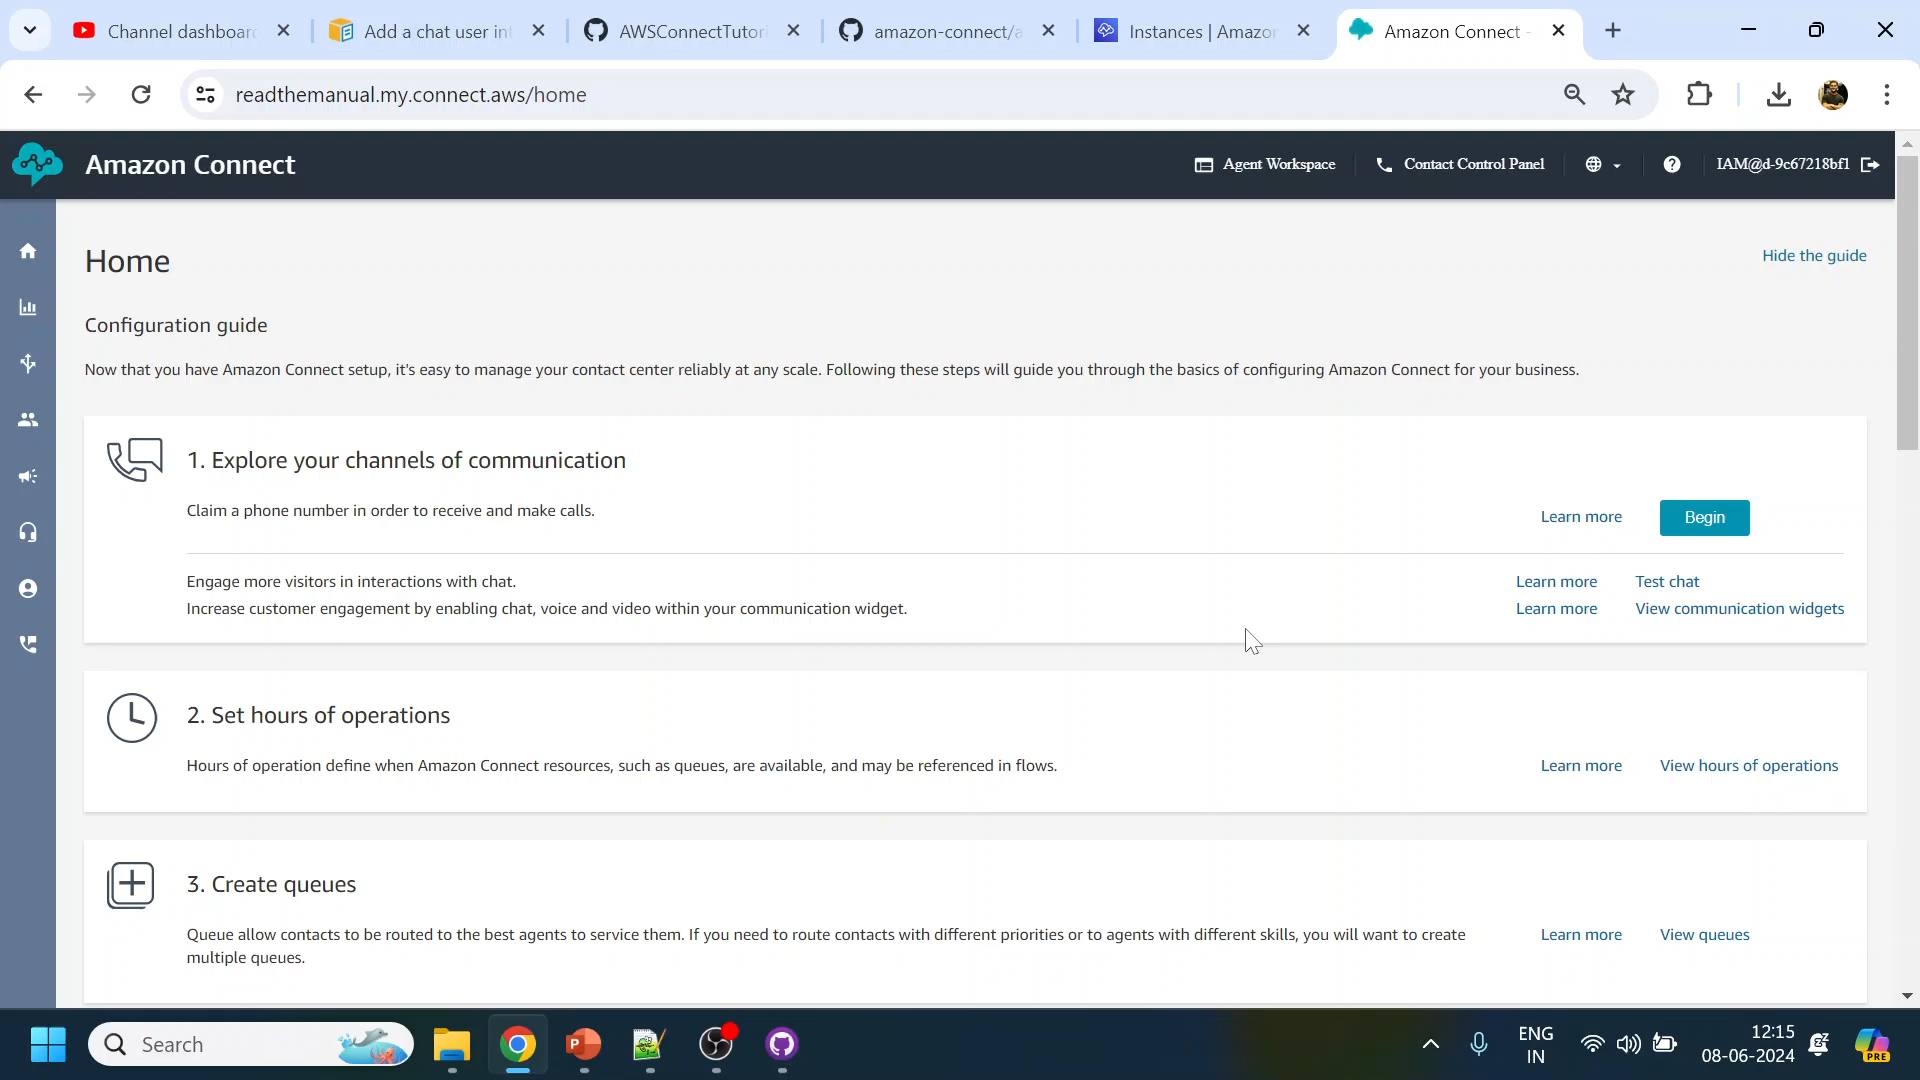 Channel dashboar
Add a chat user int
AWSConnectTutori
amazon-connect/a
Instances | Amazon
Amazon Connect -
readthemanual.my.connect.aws/home
Amazon Connect
Agent Workspace
Contact Control Panel
IAM@d-9c67218bf1
Home
Hide the guide
Configuration guide
Now that you have Amazon Connect setup, it's easy to manage your contact center reliably at any scale. Following these steps will guide you through the basics of configuring Amazon Connect for your business.
1. Explore your channels of communication
Claim a phone number in order to receive and make calls.
Learn more
Begin
Engage more visitors in interactions with chat.
Learn more
Test chat
Increase customer engagement by enabling chat, voice and video within your communication widget.
Learn more
View communication widgets
2. Set hours of operations
Hours of operation define when Amazon Connect resources, such as queues, are available, and may be referenced in flows.
Learn more
View hours of operations
3. Create queues
Queue allow contacts to be routed to the best agents to service them. If you need to route contacts with different priorities or to agents with different skills, you will want to create
multiple queues.
Learn more
View queues
Search
ENG
IN
12:15
08-06-2024
PRE